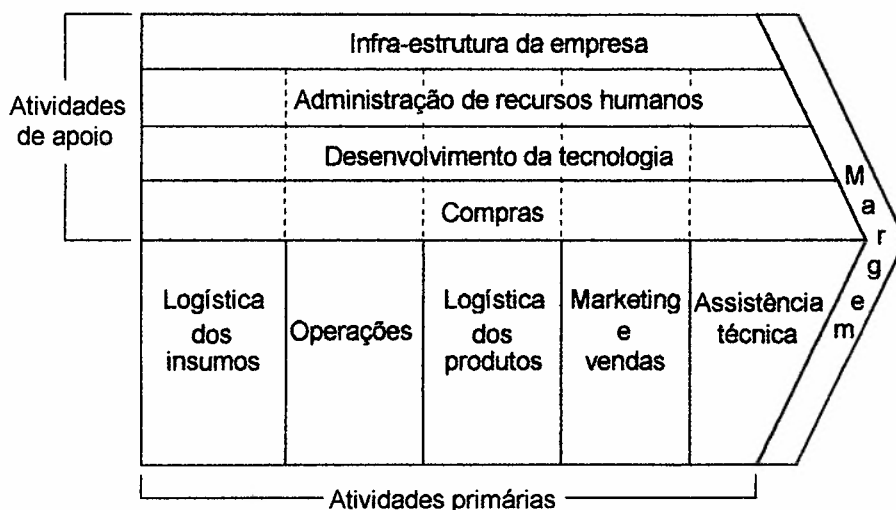 Infra-estrutura da empresa
Atividades
de apoio
Administração de recursos humanos
Desenvolvimento da tecnologia
Compras
Margem
Logística
dos
insumos
Operações
Logística
dos
produtos
Marketing
e
vendas
Assistência
técnica
Atividades primárias